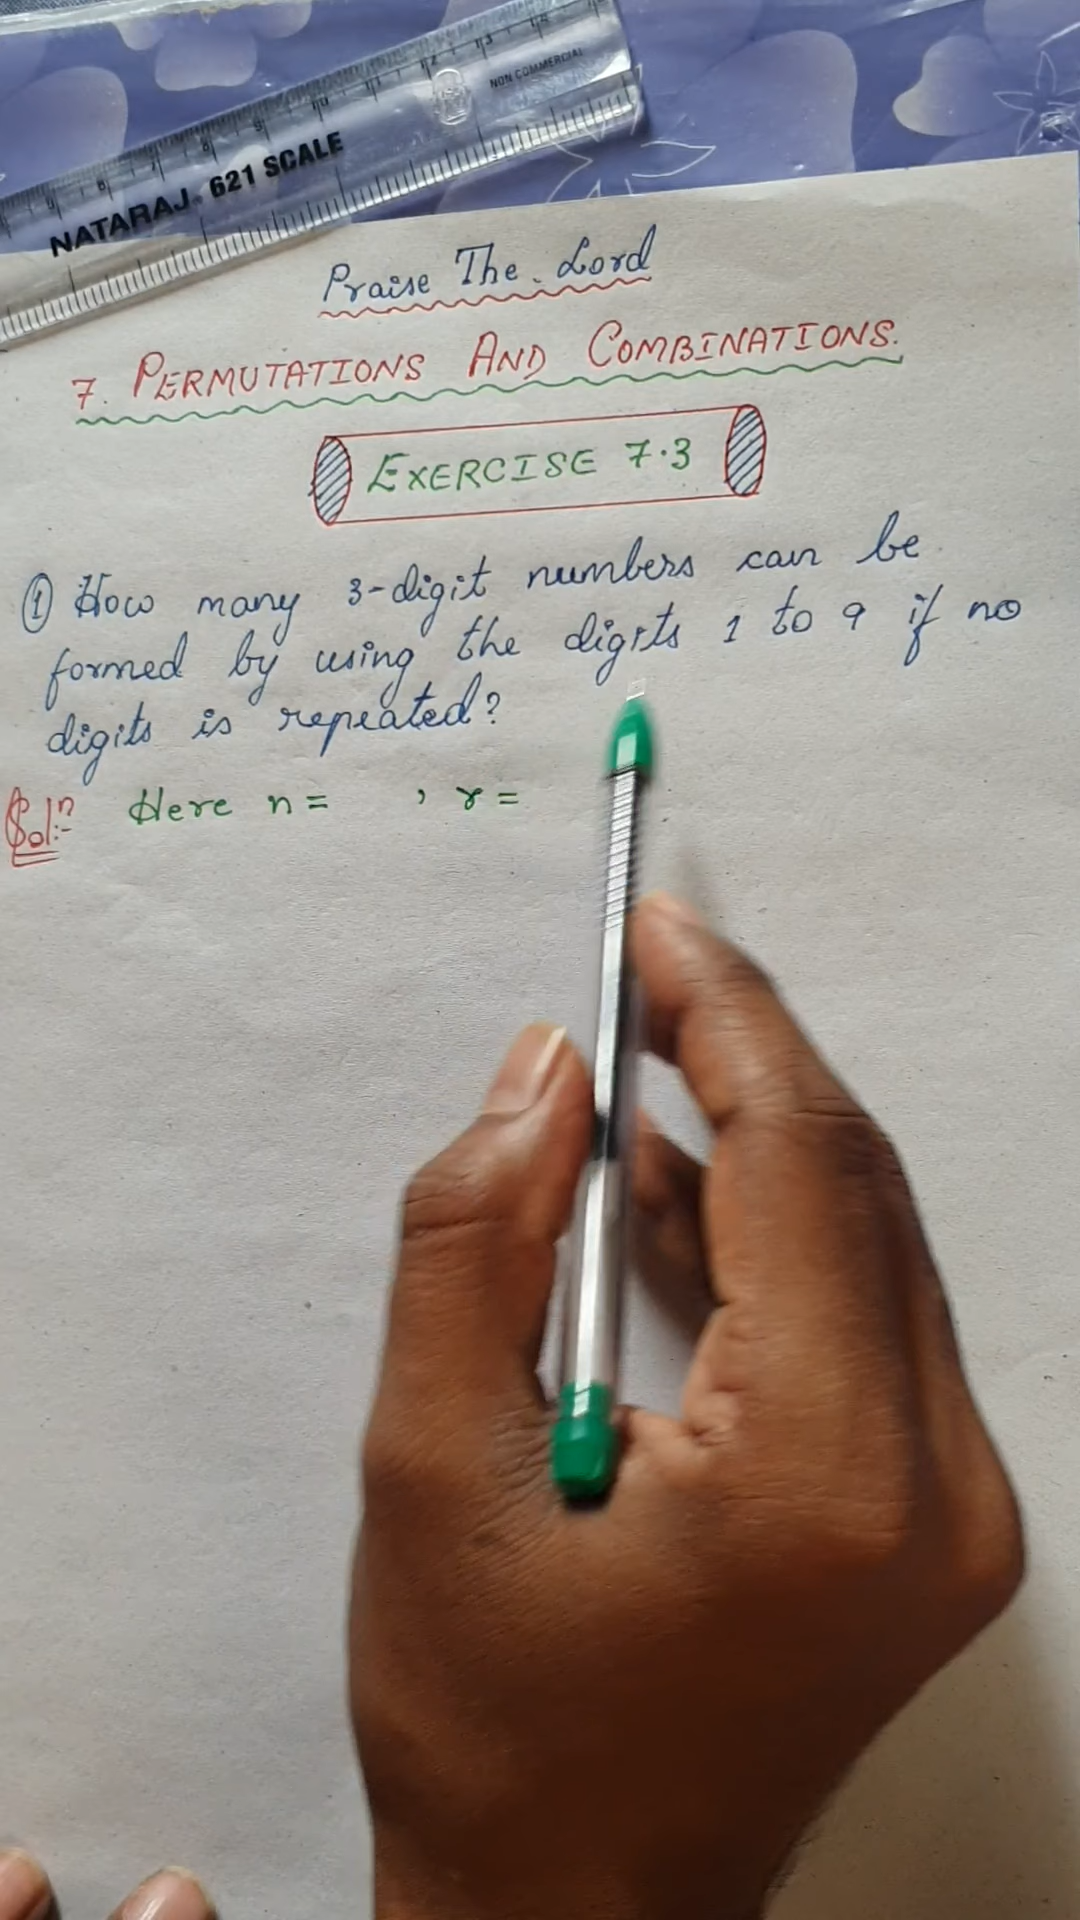 NON COMMERCIAL
NATARAJ. 621 SCALE
Praise The Lord
7. PERMUTATIONS AND COMBINATIONS.
EXERCISE 7.3
① How many 3-digit numbers can be
formed by using the digits 1 to 9 if no
digits is repeated?
Solⁿ:- Here n = , r =